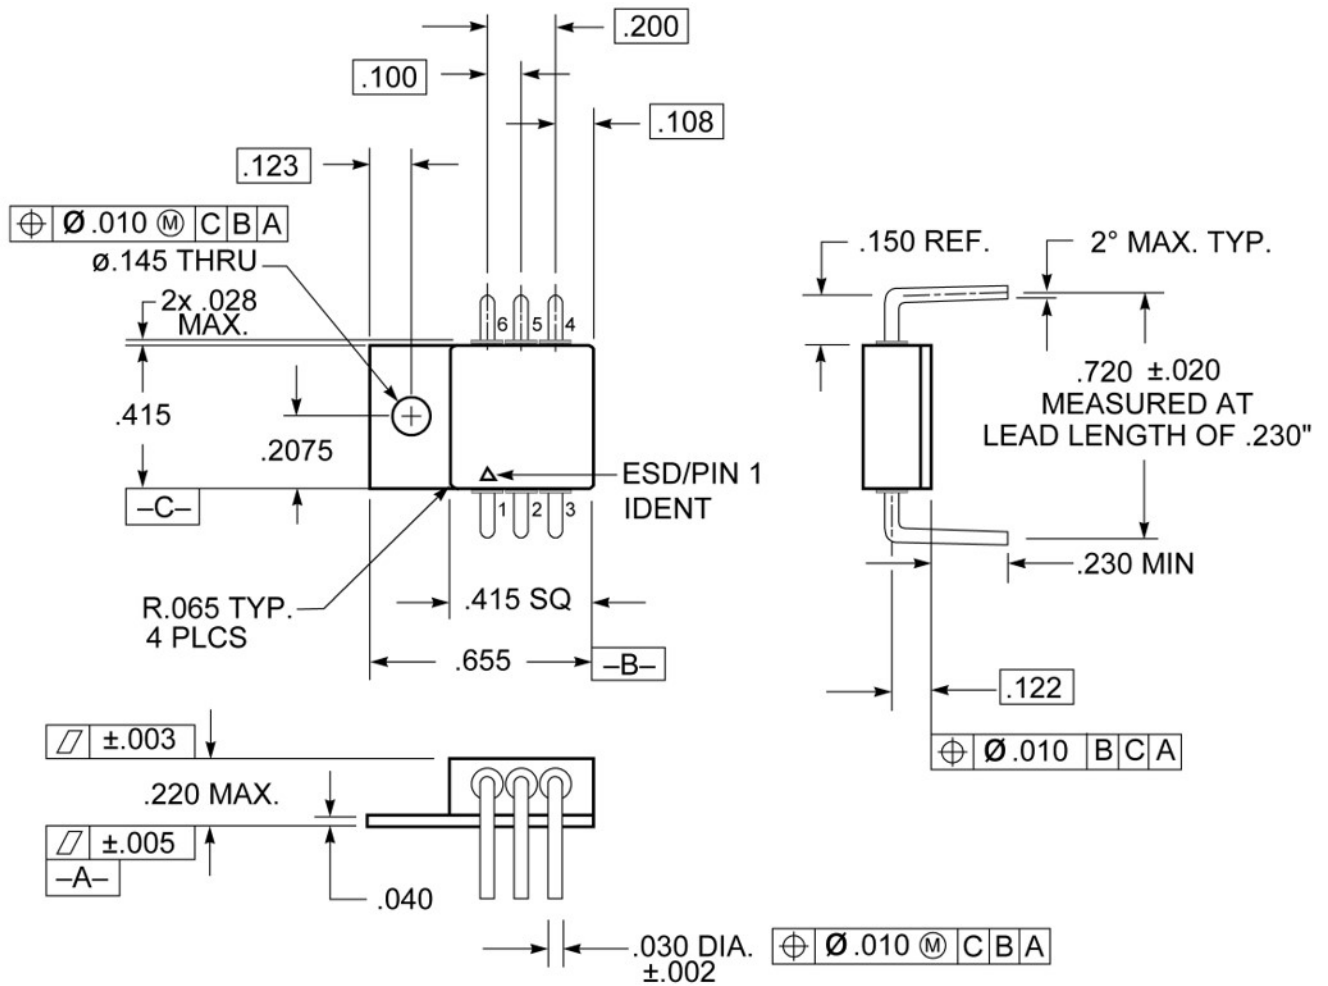 .200
.100
.108
.123
⌖ Ø .010 Ⓜ C B A
ø.145 THRU
2x .028
MAX.
.150 REF.
2° MAX. TYP.
6 5 4
.415
.2075
.720 ±.020
MEASURED AT
LEAD LENGTH OF .230"
ESD/PIN 1
IDENT
–C–
1 2 3
.230 MIN
R.065 TYP.
4 PLCS
.415 SQ
.655
–B–
.122
⌖ Ø .010 B C A
⏥ ±.003
.220 MAX.
⏥ ±.005
–A–
.040
.030 DIA.
±.002
⌖ Ø .010 Ⓜ C B A